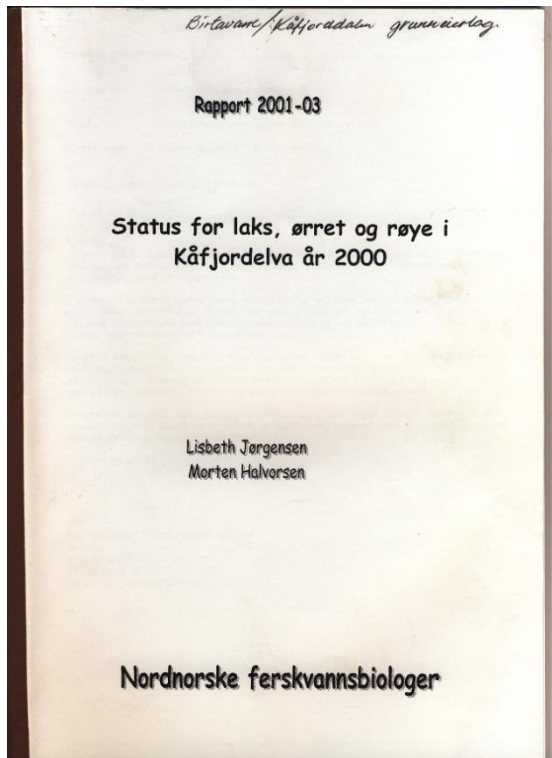 Birtavarre/Kåfjorddalen grunneierlag.
Rapport 2001-03
Status for laks, ørret og røye i
Kåfjordelva år 2000
Lisbeth Jørgensen
Morten Halvorsen
Nordnorske ferskvannsbiologer